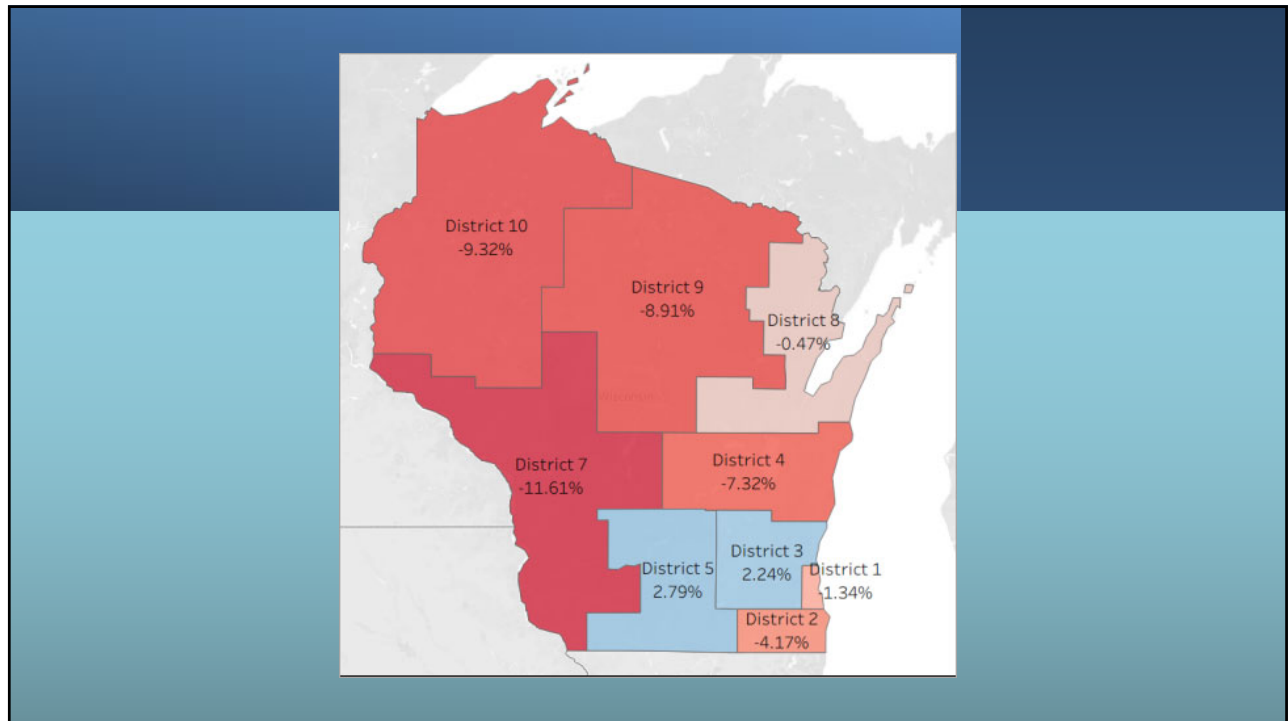 District 10
-9.32%
District 9
-8.91%
District 8
-0.47%
Wisconsin
District 7
-11.61%
District 4
-7.32%
District 5
2.79%
District 3
2.24%
District 1
-1.34%
District 2
-4.17%